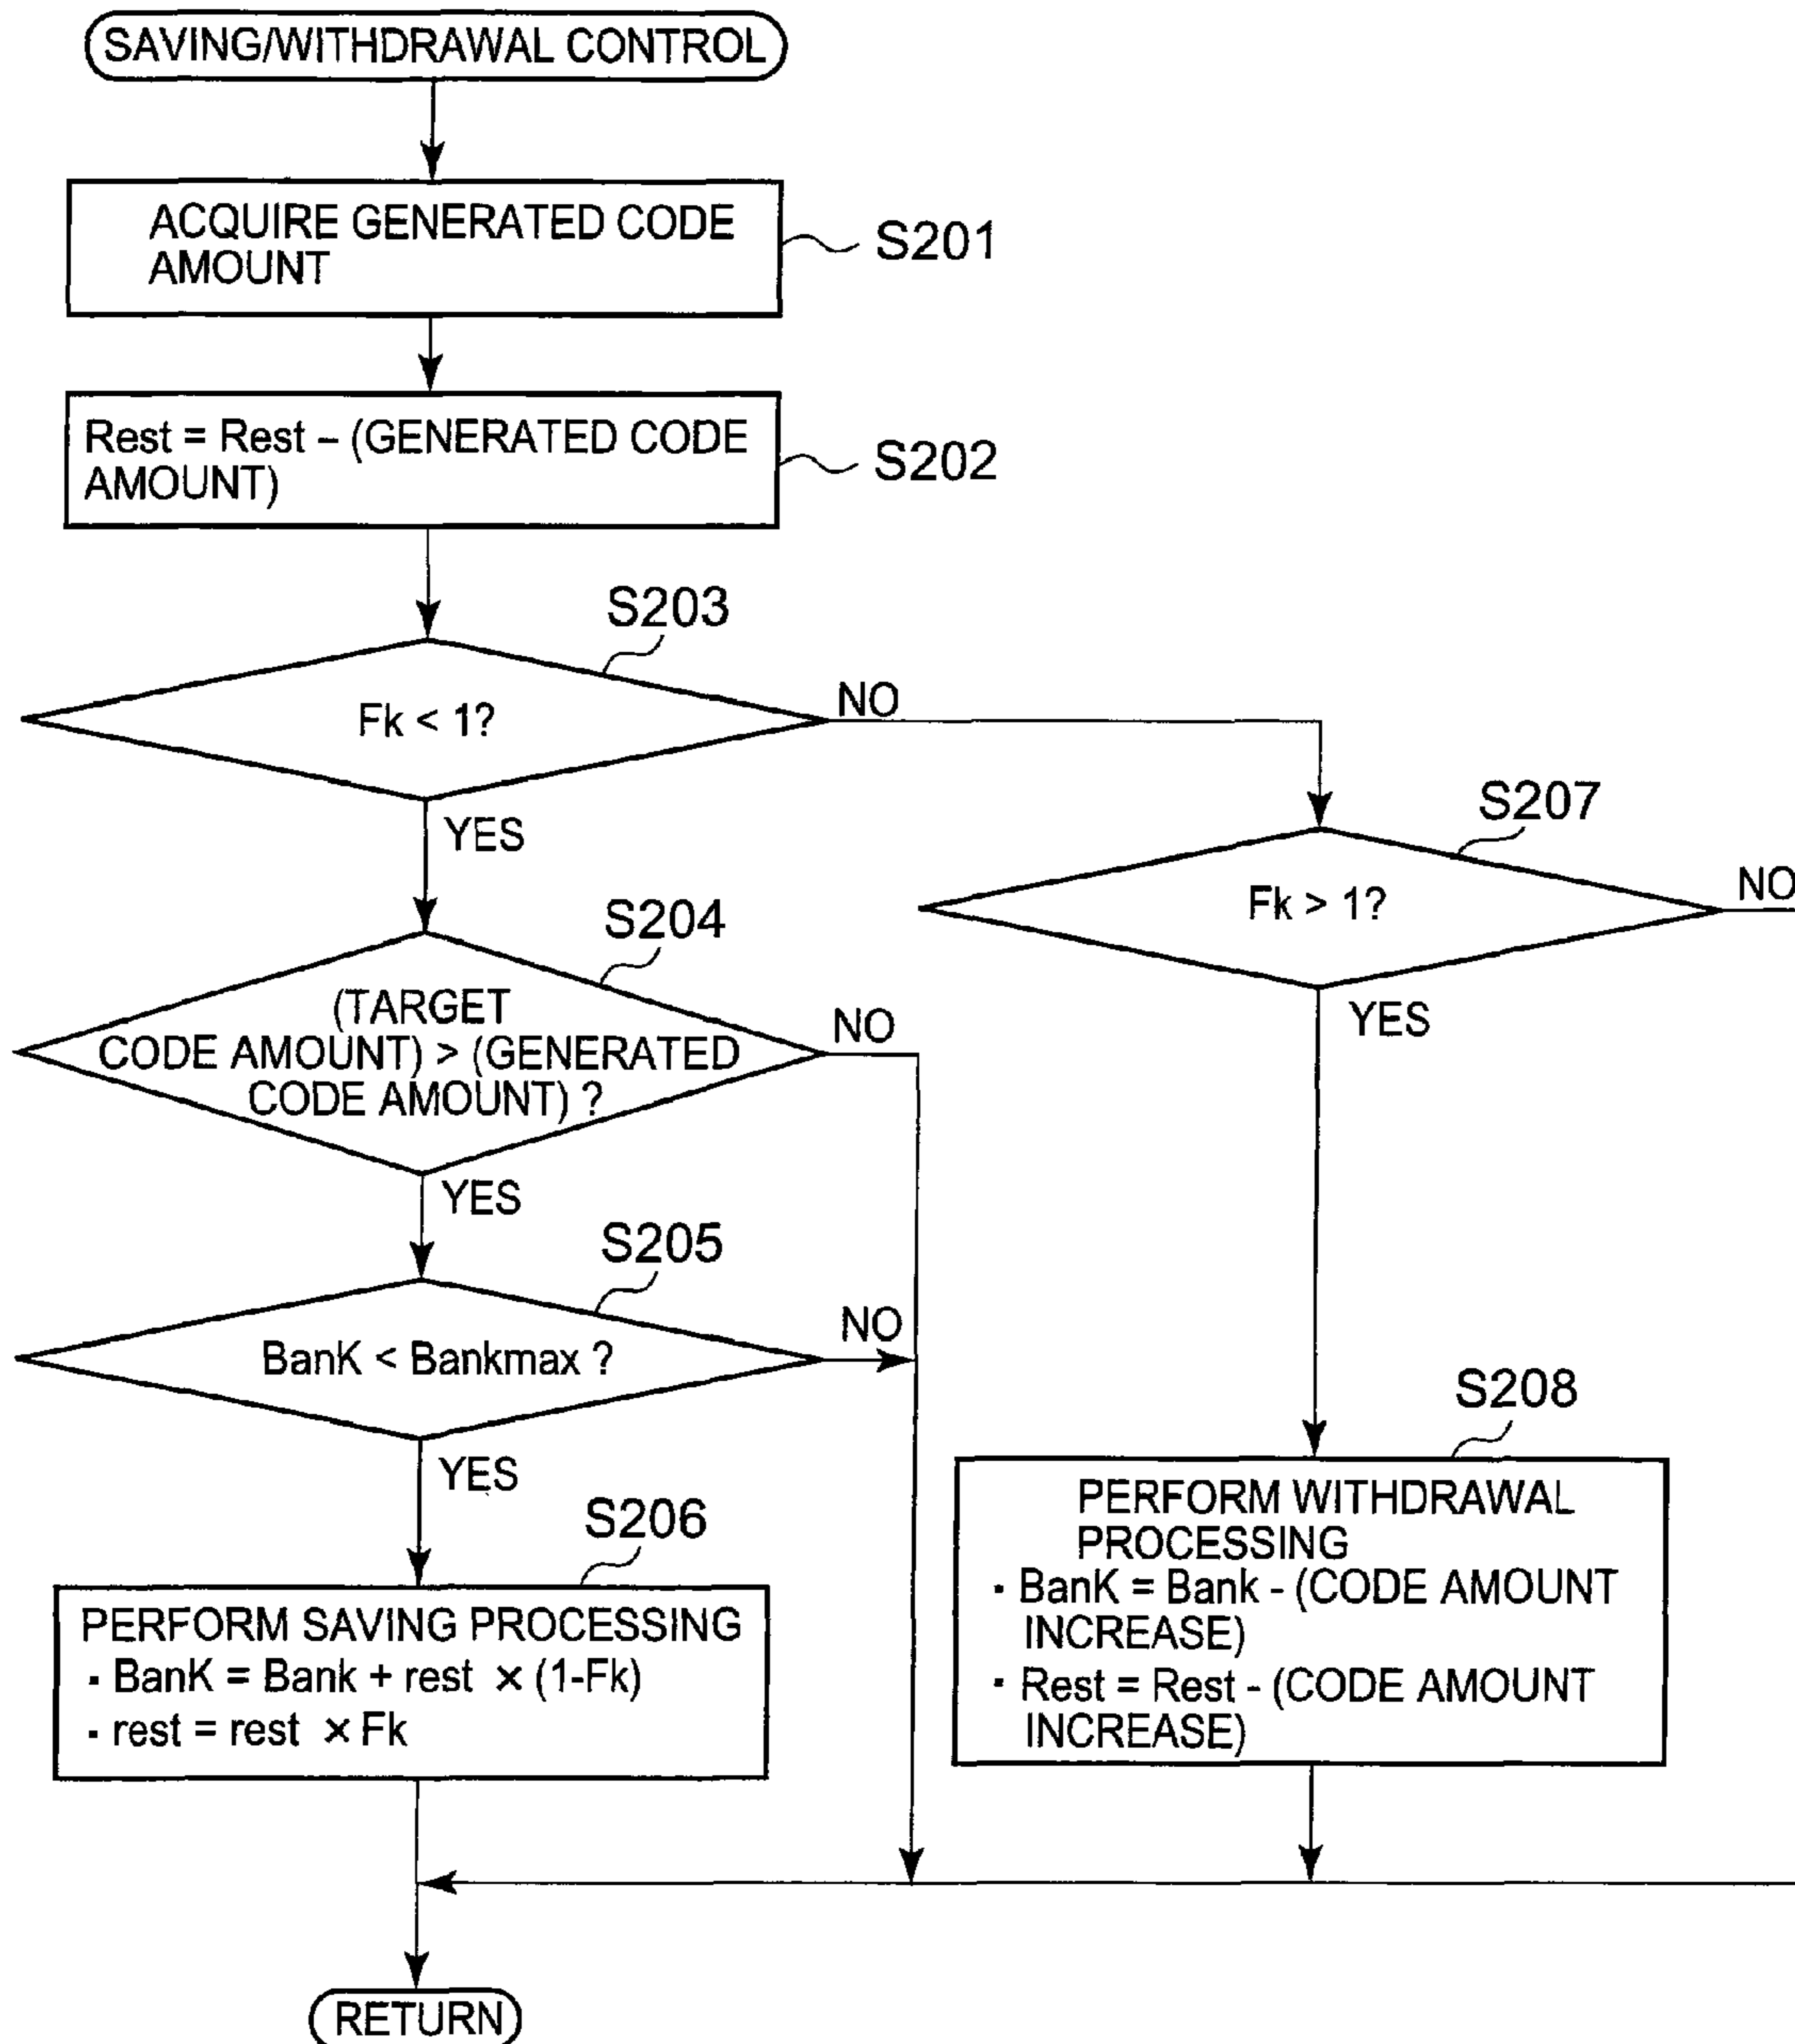 SAVING/WITHDRAWAL CONTROL
ACQUIRE GENERATED CODE
AMOUNT
S201
Rest = Rest – (GENERATED CODE
AMOUNT)
S202
S203
Fk < 1?
NO
YES
S207
Fk > 1?
NO
YES
S204
(TARGET
CODE AMOUNT) > (GENERATED
CODE AMOUNT) ?
NO
YES
S205
BanK < Bankmax ?
NO
YES
S206
PERFORM SAVING PROCESSING
· BanK = Bank + rest × (1-Fk)
· rest = rest × Fk
S208
PERFORM WITHDRAWAL
PROCESSING
· BanK = Bank - (CODE AMOUNT
INCREASE)
· Rest = Rest - (CODE AMOUNT
INCREASE)
RETURN